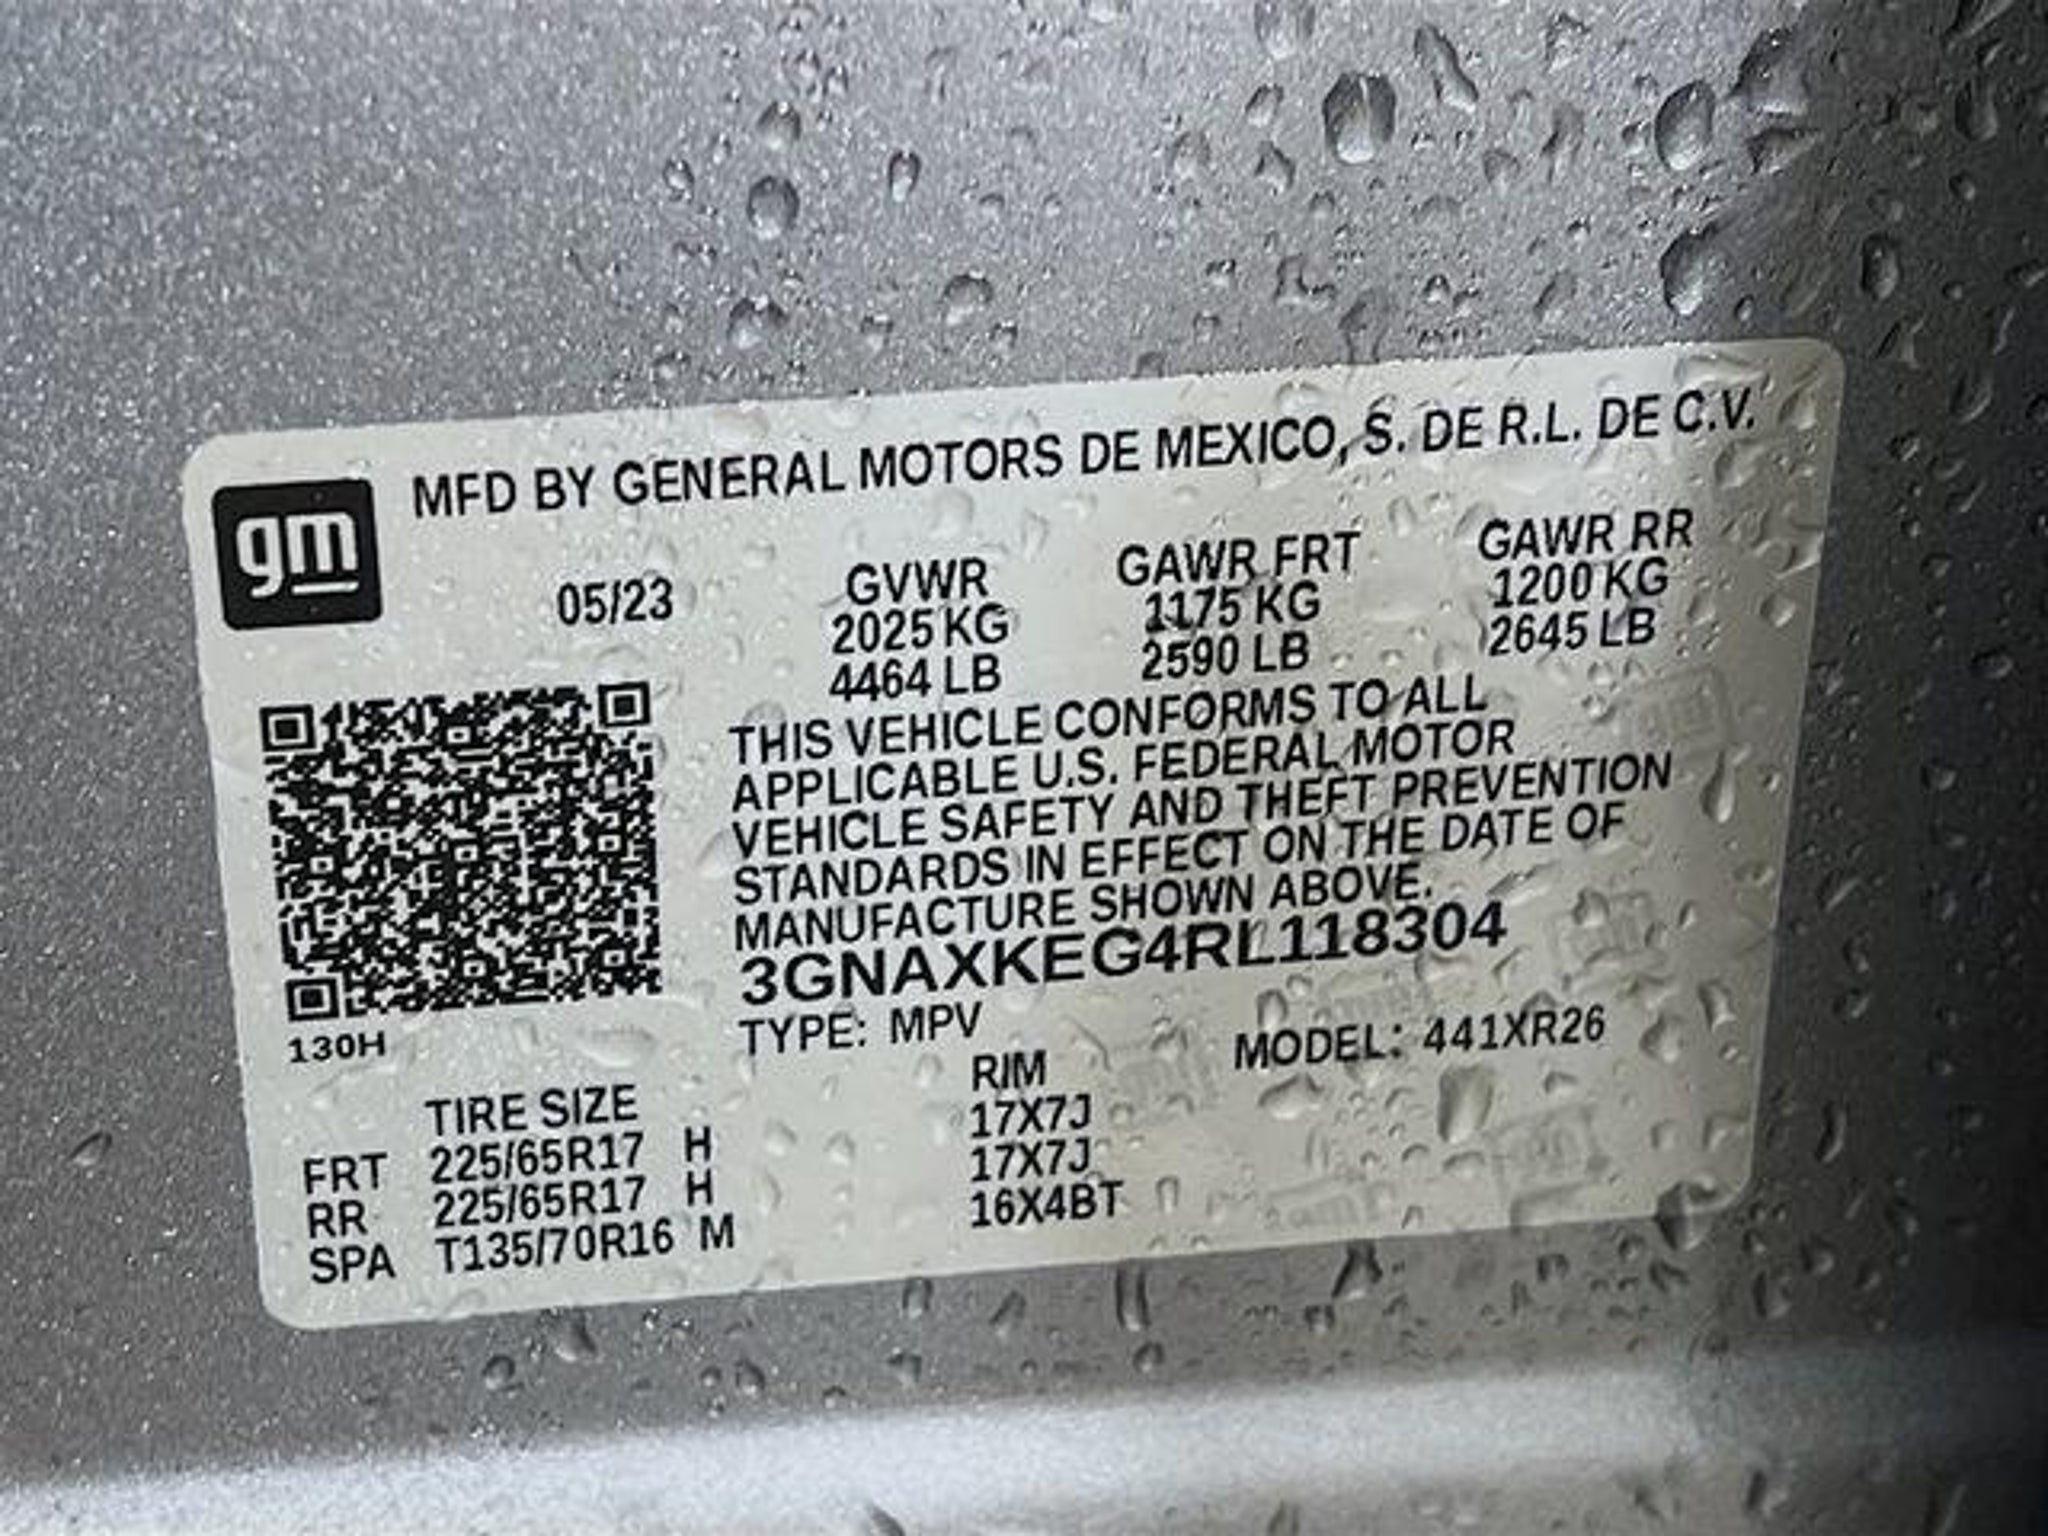 MFD BY GENERAL MOTORS DE MEXICO, S. DE R.L. DE C.V.
gm
05/23
GVWR GAWR FRT GAWR RR
2025 KG 1175 KG 1200 KG
4464 LB 2590 LB 2645 LB
THIS VEHICLE CONFORMS TO ALL
APPLICABLE U.S. FEDERAL MOTOR
VEHICLE SAFETY AND THEFT PREVENTION
STANDARDS IN EFFECT ON THE DATE OF
MANUFACTURE SHOWN ABOVE.
3GNAXKEG4RL118304
130H
TYPE: MPV MODEL: 441XR26
TIRE SIZE RIM
FRT 225/65R17 H 17X7J
RR 225/65R17 H 17X7J
SPA T135/70R16 M 16X4BT